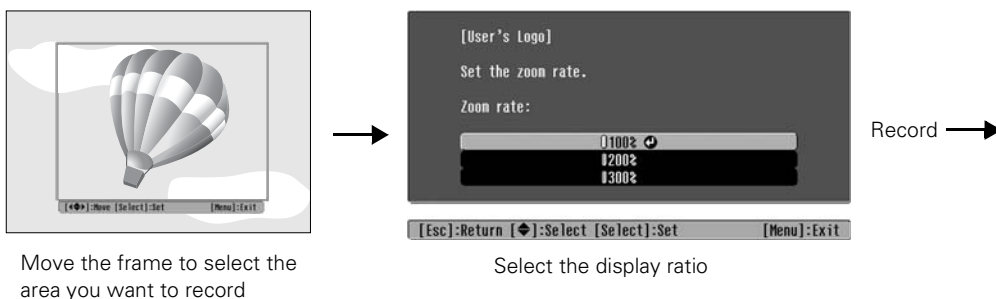 [◀◆▶]:Move [Select]:Set [Menu]:Exit
Move the frame to select the
area you want to record
[User's Logo]
Set the zoom rate.
Zoom rate:
100%
200%
300%
[Esc]:Return [◆]:Select [Select]:Set [Menu]:Exit
Select the display ratio
Record